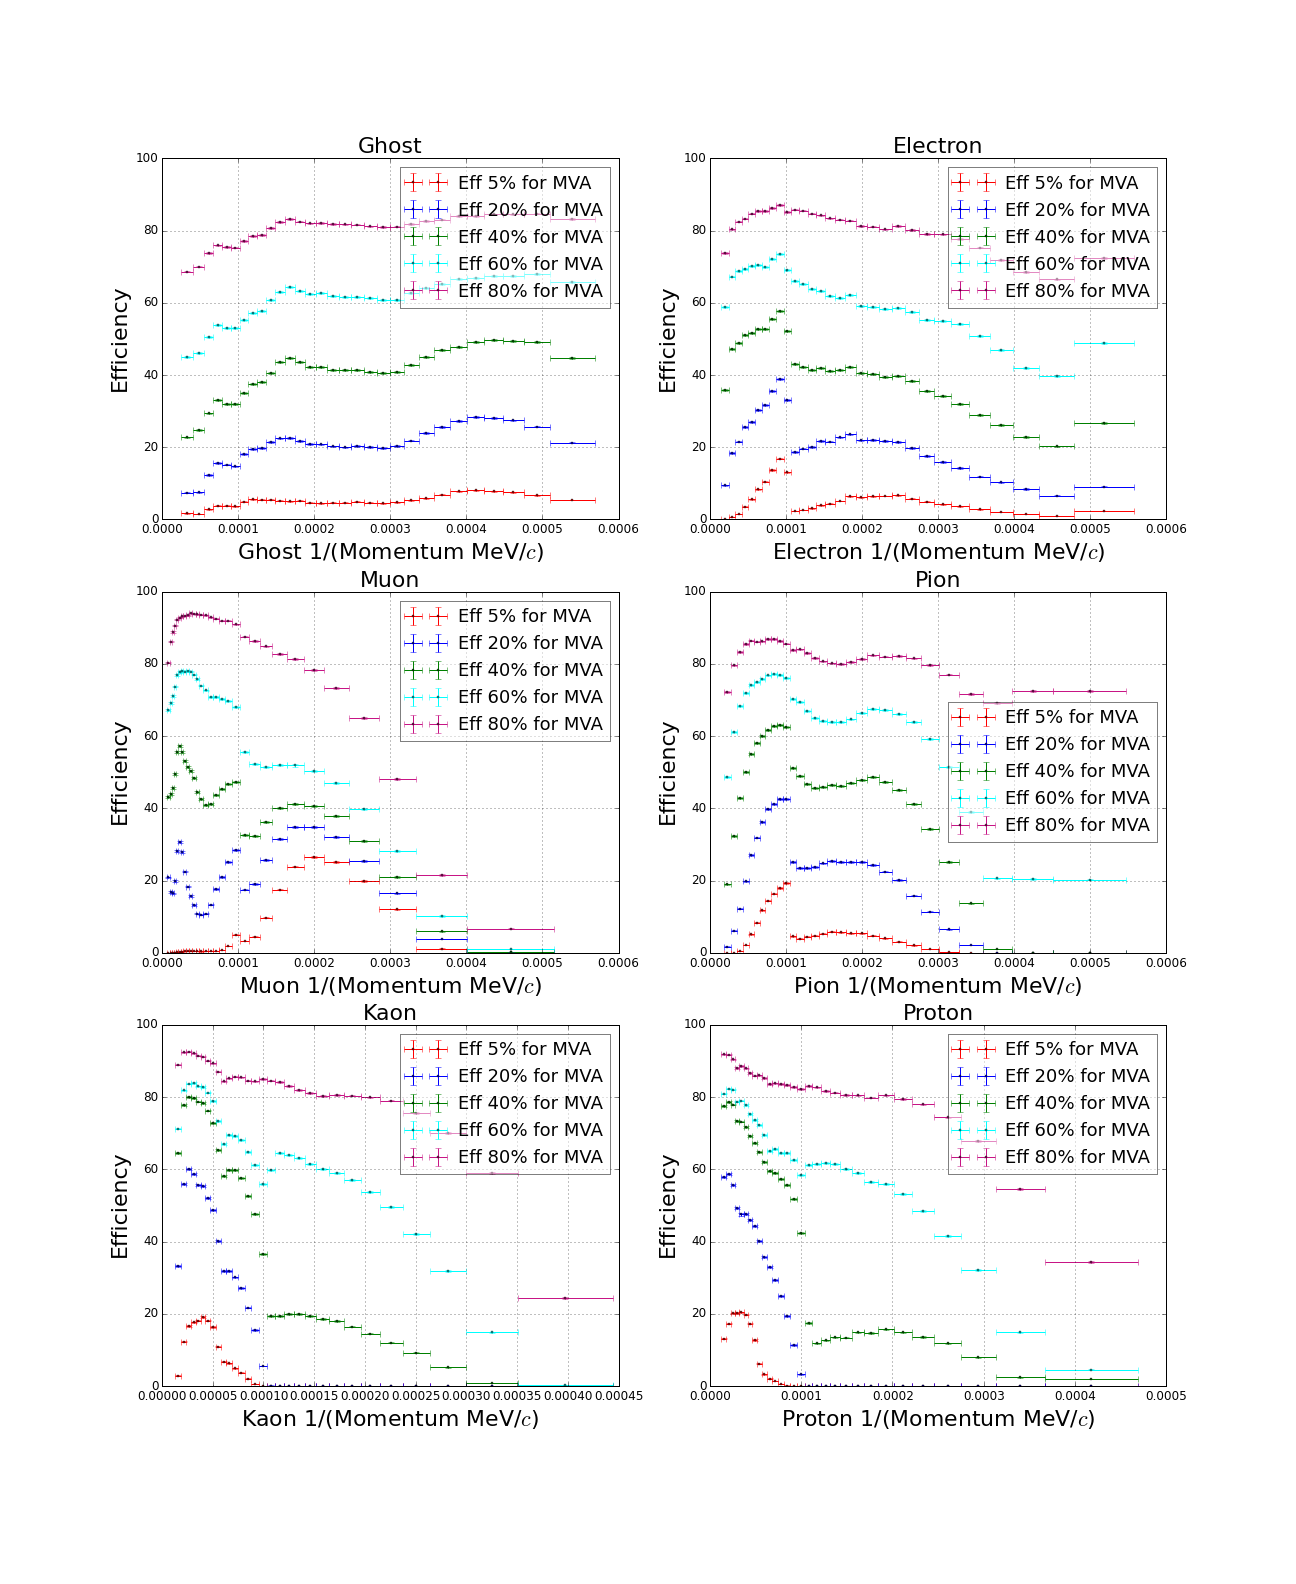 Ghost
Efficiency
100
80
60
40
20
0
Eff 5% for MVA
Eff 20% for MVA
Eff 40% for MVA
Eff 60% for MVA
Eff 80% for MVA
0.0000 0.0001 0.0002 0.0003 0.0004 0.0005 0.0006
Ghost 1/(Momentum MeV/c)
Electron
Efficiency
100
80
60
40
20
0
Eff 5% for MVA
Eff 20% for MVA
Eff 40% for MVA
Eff 60% for MVA
Eff 80% for MVA
0.0000 0.0001 0.0002 0.0003 0.0004 0.0005 0.0006
Electron 1/(Momentum MeV/c)
Muon
Efficiency
100
80
60
40
20
0
Eff 5% for MVA
Eff 20% for MVA
Eff 40% for MVA
Eff 60% for MVA
Eff 80% for MVA
0.0000 0.0001 0.0002 0.0003 0.0004 0.0005 0.0006
Muon 1/(Momentum MeV/c)
Pion
Efficiency
100
80
60
40
20
0
Eff 5% for MVA
Eff 20% for MVA
Eff 40% for MVA
Eff 60% for MVA
Eff 80% for MVA
0.0000 0.0001 0.0002 0.0003 0.0004 0.0005 0.0006
Pion 1/(Momentum MeV/c)
Kaon
Efficiency
100
80
60
40
20
0
Eff 5% for MVA
Eff 20% for MVA
Eff 40% for MVA
Eff 60% for MVA
Eff 80% for MVA
0.00000 0.00005 0.00010 0.00015 0.00020 0.00025 0.00030 0.00035 0.00040 0.00045
Kaon 1/(Momentum MeV/c)
Proton
Efficiency
100
80
60
40
20
0
Eff 5% for MVA
Eff 20% for MVA
Eff 40% for MVA
Eff 60% for MVA
Eff 80% for MVA
0.0000 0.0001 0.0002 0.0003 0.0004 0.0005
Proton 1/(Momentum MeV/c)